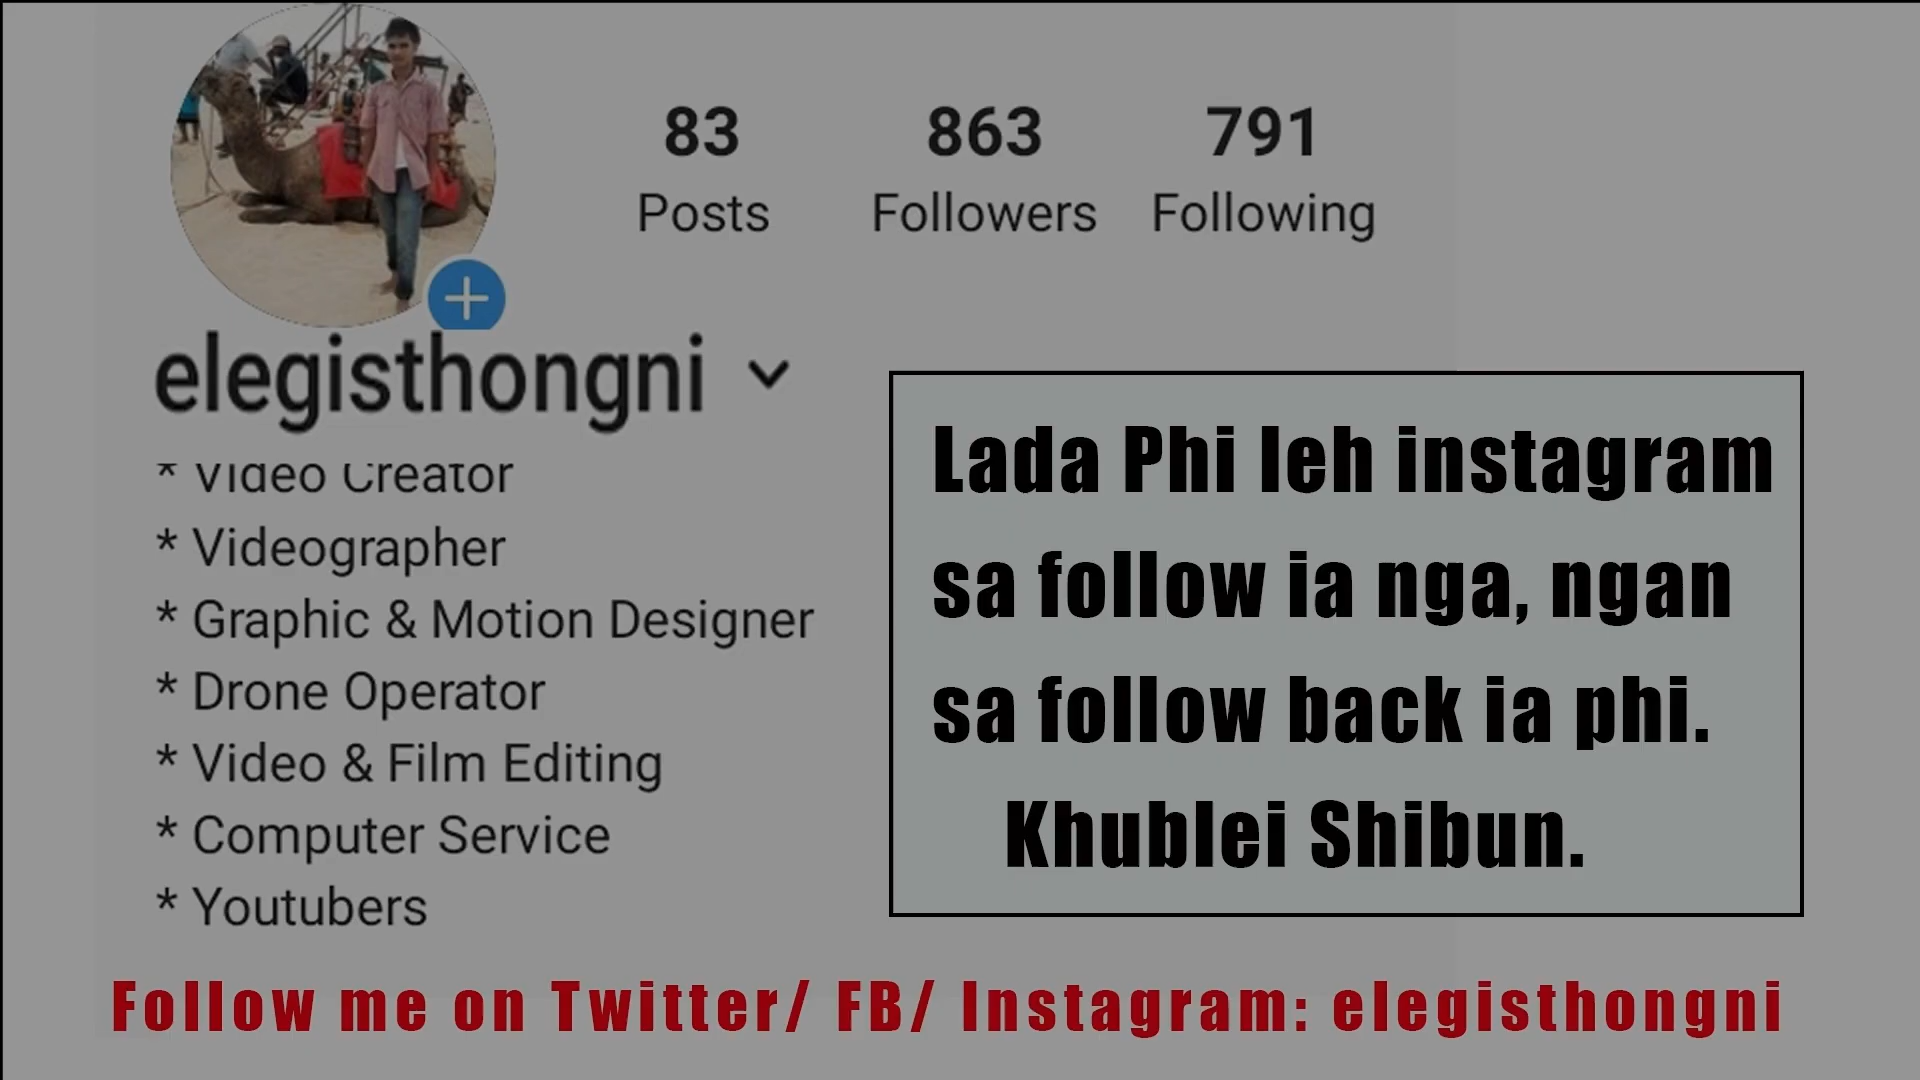 83 863 791
Posts Followers Following
elegisthongni
* Video Creator
* Videographer
* Graphic & Motion Designer
* Drone Operator
* Video & Film Editing
* Computer Service
* Youtubers
Lada Phi leh instagram
sa follow ia nga, ngan
sa follow back ia phi.
Khublei Shibun.
Follow me on Twitter/ FB/ Instagram: elegisthongni